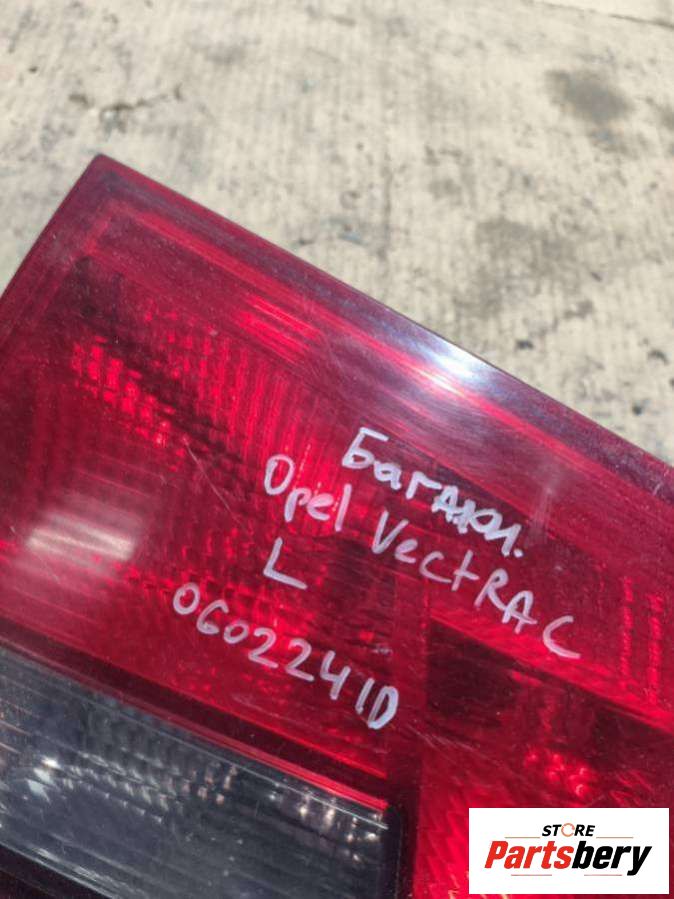 Багажн.
Opel Vectra C
L
0602241D
STORE
Partsbery